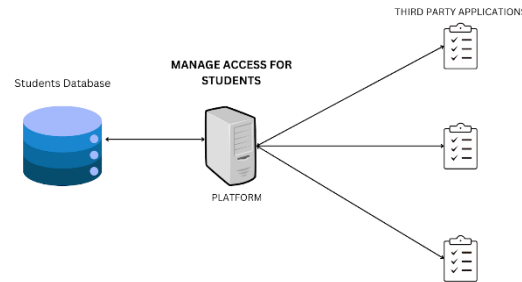 THIRD PARTY APPLICATIONS
MANAGE ACCESS FOR
STUDENTS
Students Database
PLATFORM